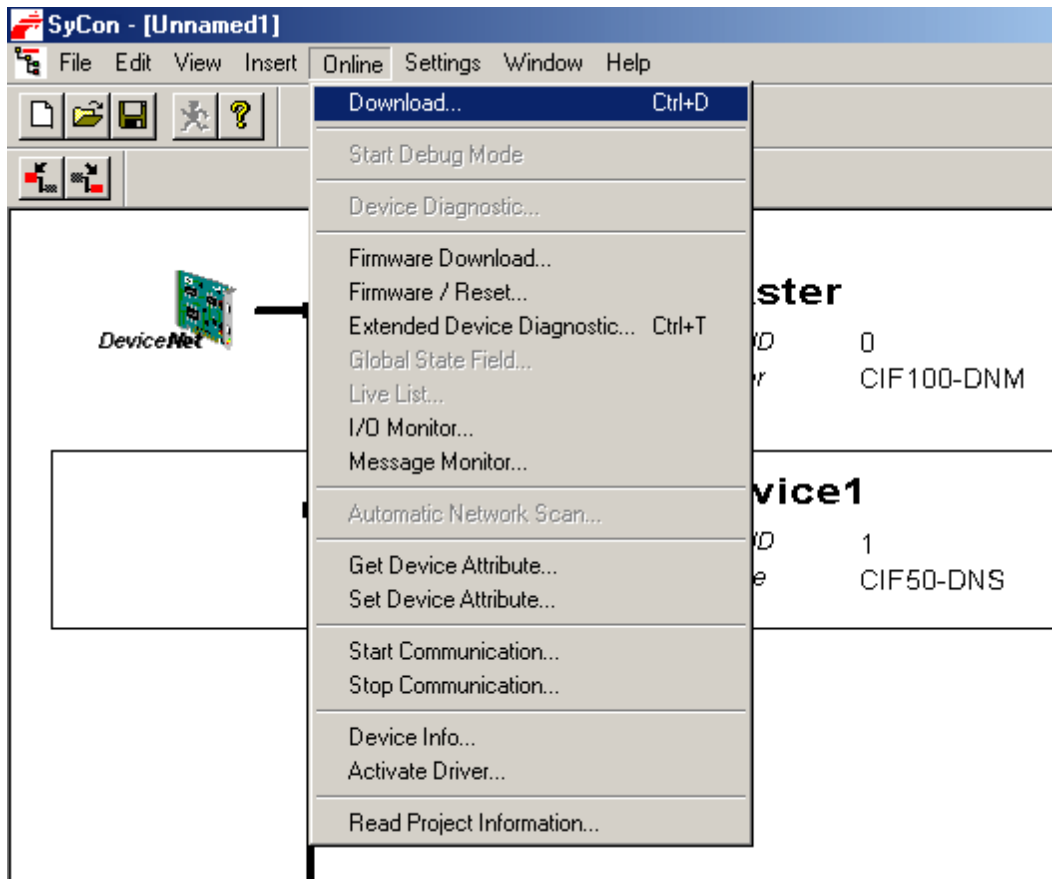 SyCon - [Unnamed1]
File Edit View Insert Online Settings Window Help
Download... Ctrl+D
Start Debug Mode
Device Diagnostic...
Firmware Download...
Firmware / Reset...
Extended Device Diagnostic... Ctrl+T
Global State Field...
Live List...
I/O Monitor...
Message Monitor...
Automatic Network Scan...
Get Device Attribute...
Set Device Attribute...
Start Communication...
Stop Communication...
Device Info...
Activate Driver...
Read Project Information...
DeviceNet
ster
ID 0
r CIF100-DNM
vice1
ID 1
e CIF50-DNS